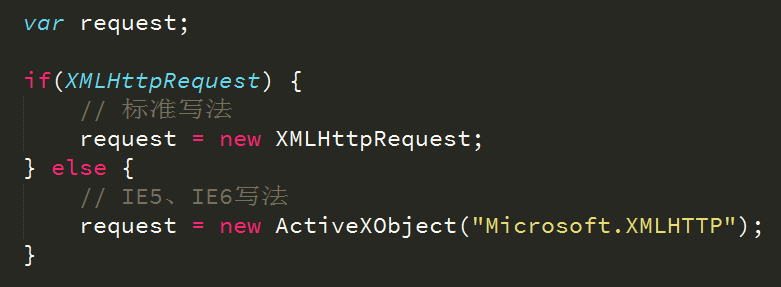 var request;
if(XMLHttpRequest) {
// 标准写法
request = new XMLHttpRequest;
} else {
// IE5、IE6写法
request = new ActiveXObject("Microsoft.XMLHTTP");
}